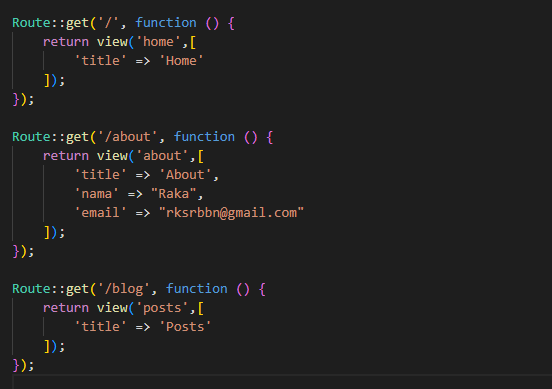 Route::get('/', function () {
    return view('home',[
        'title' => 'Home'
    ]);
});
Route::get('/about', function () {
    return view('about',[
        'title' => 'About',
        'nama' => "Raka",
        'email' => "rksrbbn@gmail.com"
    ]);
});
Route::get('/blog', function () {
    return view('posts',[
        'title' => 'Posts'
    ]);
});